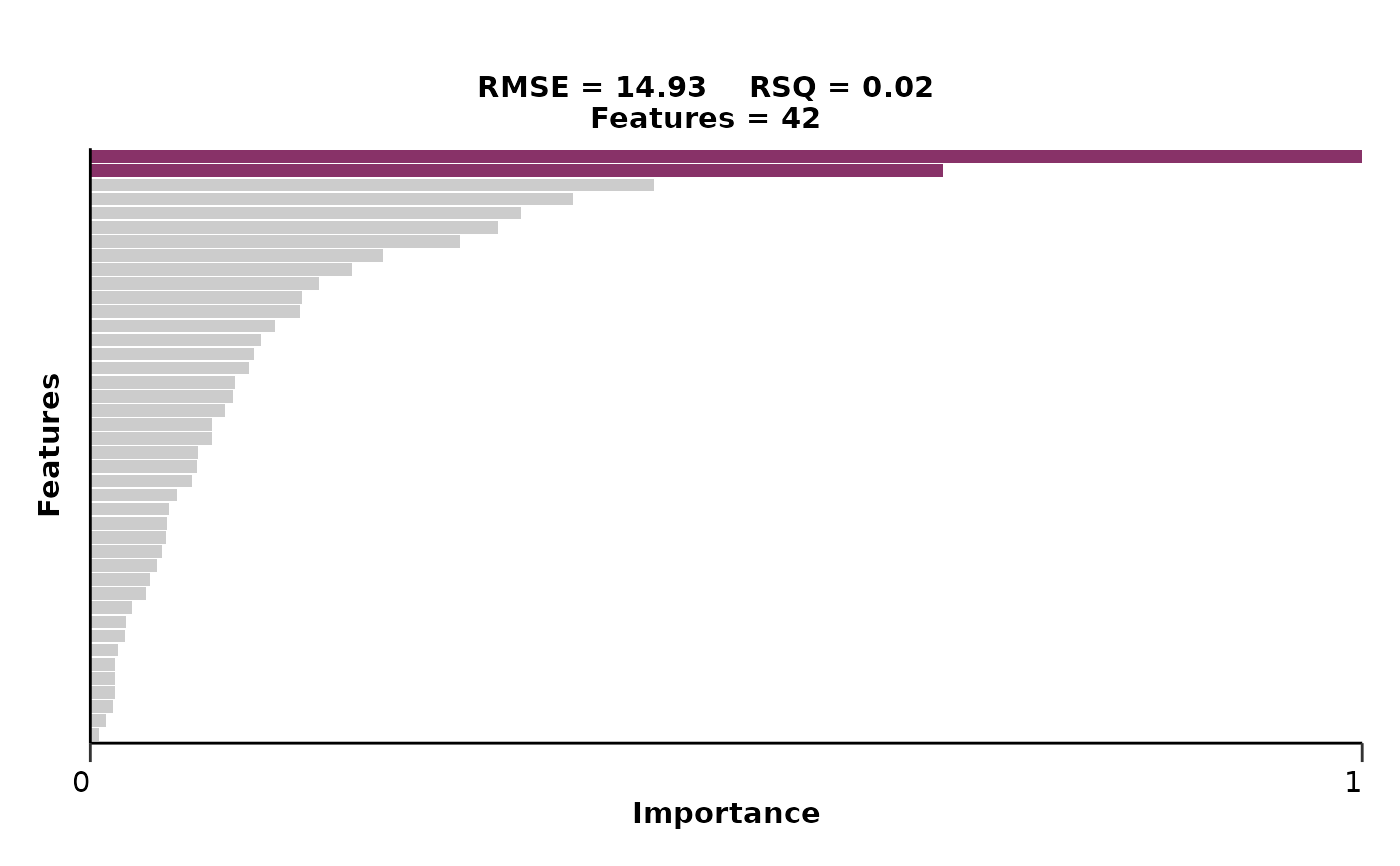 RMSE = 14.93 RSQ = 0.02
Features = 42
Features
0
1
Importance